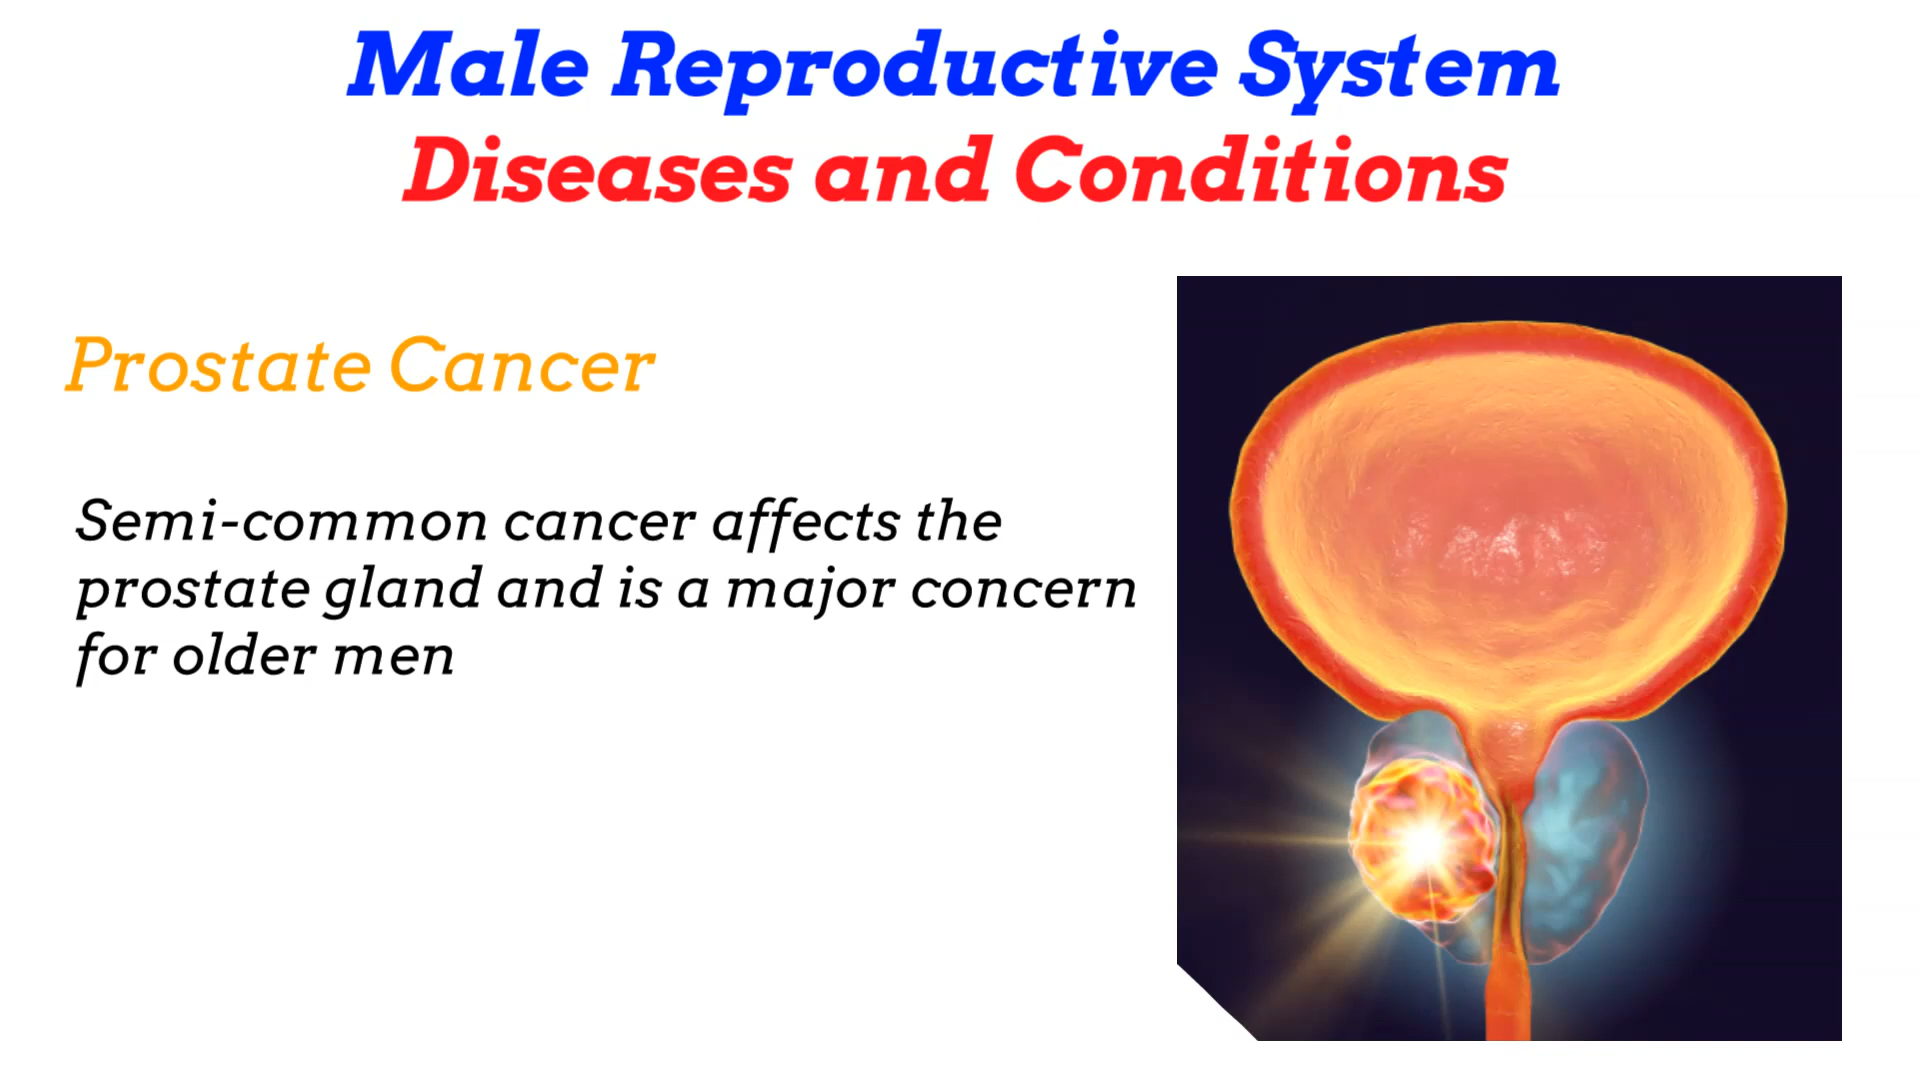 Male Reproductive System
Diseases and Conditions
Prostate Cancer
Semi-common cancer affects the
prostate gland and is a major concern
for older men